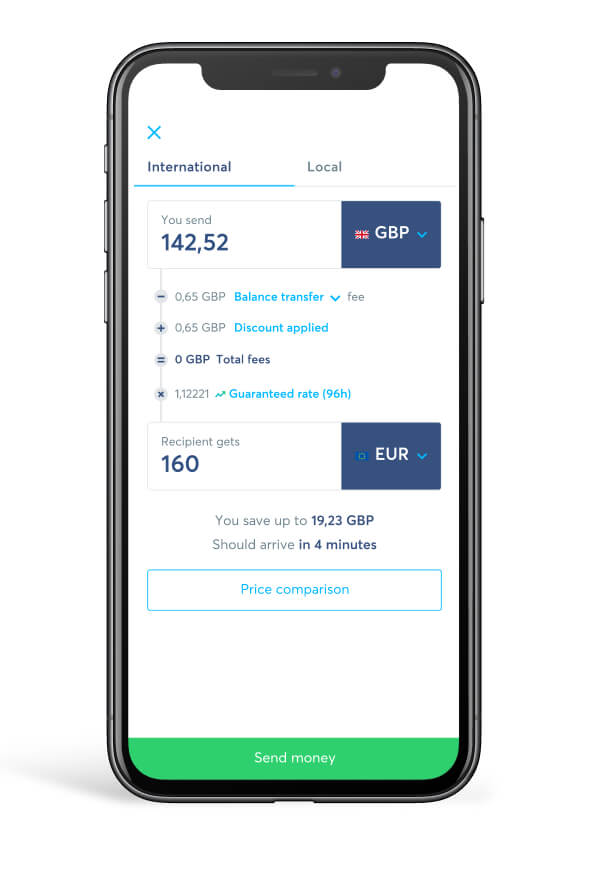 International Local
You send
142,52
GBP
0,65 GBP Balance transfer fee
0,65 GBP Discount applied
0 GBP Total fees
1,12221 Guaranteed rate (96h)
Recipient gets
160
EUR
You save up to 19,23 GBP
Should arrive in 4 minutes
Price comparison
Send money